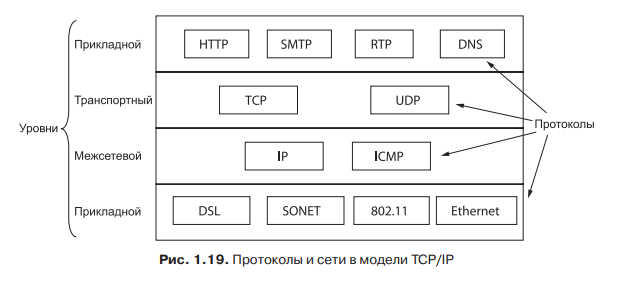 Прикладной HTTP SMTP RTP DNS
Транспортный TCP UDP
Уровни Протоколы
Межсетевой IP ICMP
Прикладной DSL SONET 802.11 Ethernet
Рис. 1.19. Протоколы и сети в модели TCP/IP